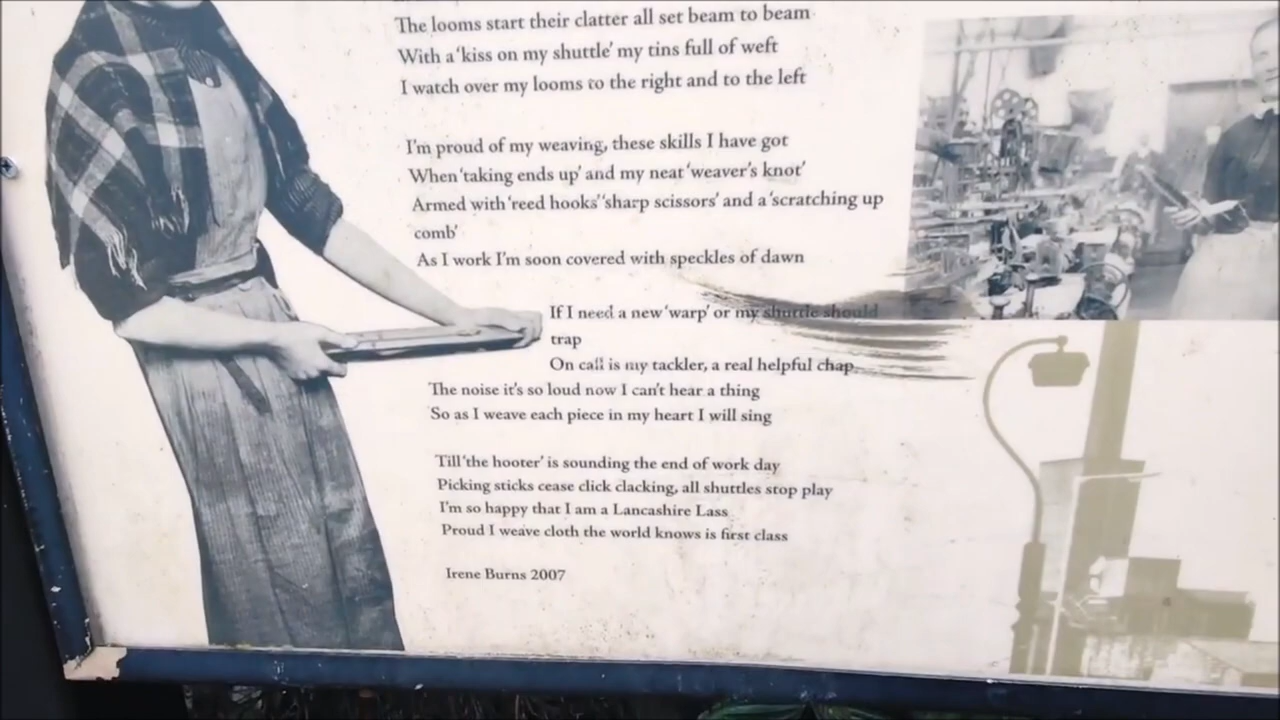 The looms start their clatter all set beam to beam
With a 'kiss on my shuttle' my tins full of weft
I watch over my looms to the right and to the left
I'm proud of my weaving, these skills I have got
When 'taking ends up' and my neat 'weaver's knot'
Armed with 'reed hooks' 'sharp scissors' and a 'scratching up
comb'
As I work I'm soon covered with speckles of dawn
If I need a new 'warp' or my shuttle should
trap
On call is my tackler, a real helpful chap
The noise it's so loud now I can't hear a thing
So as I weave each piece in my heart I will sing
Till 'the hooter' is sounding the end of work day
Picking sticks cease click clacking, all shuttles stop play
I'm so happy that I am a Lancashire Lass
Proud I weave cloth the world knows is first class
Irene Burns 2007